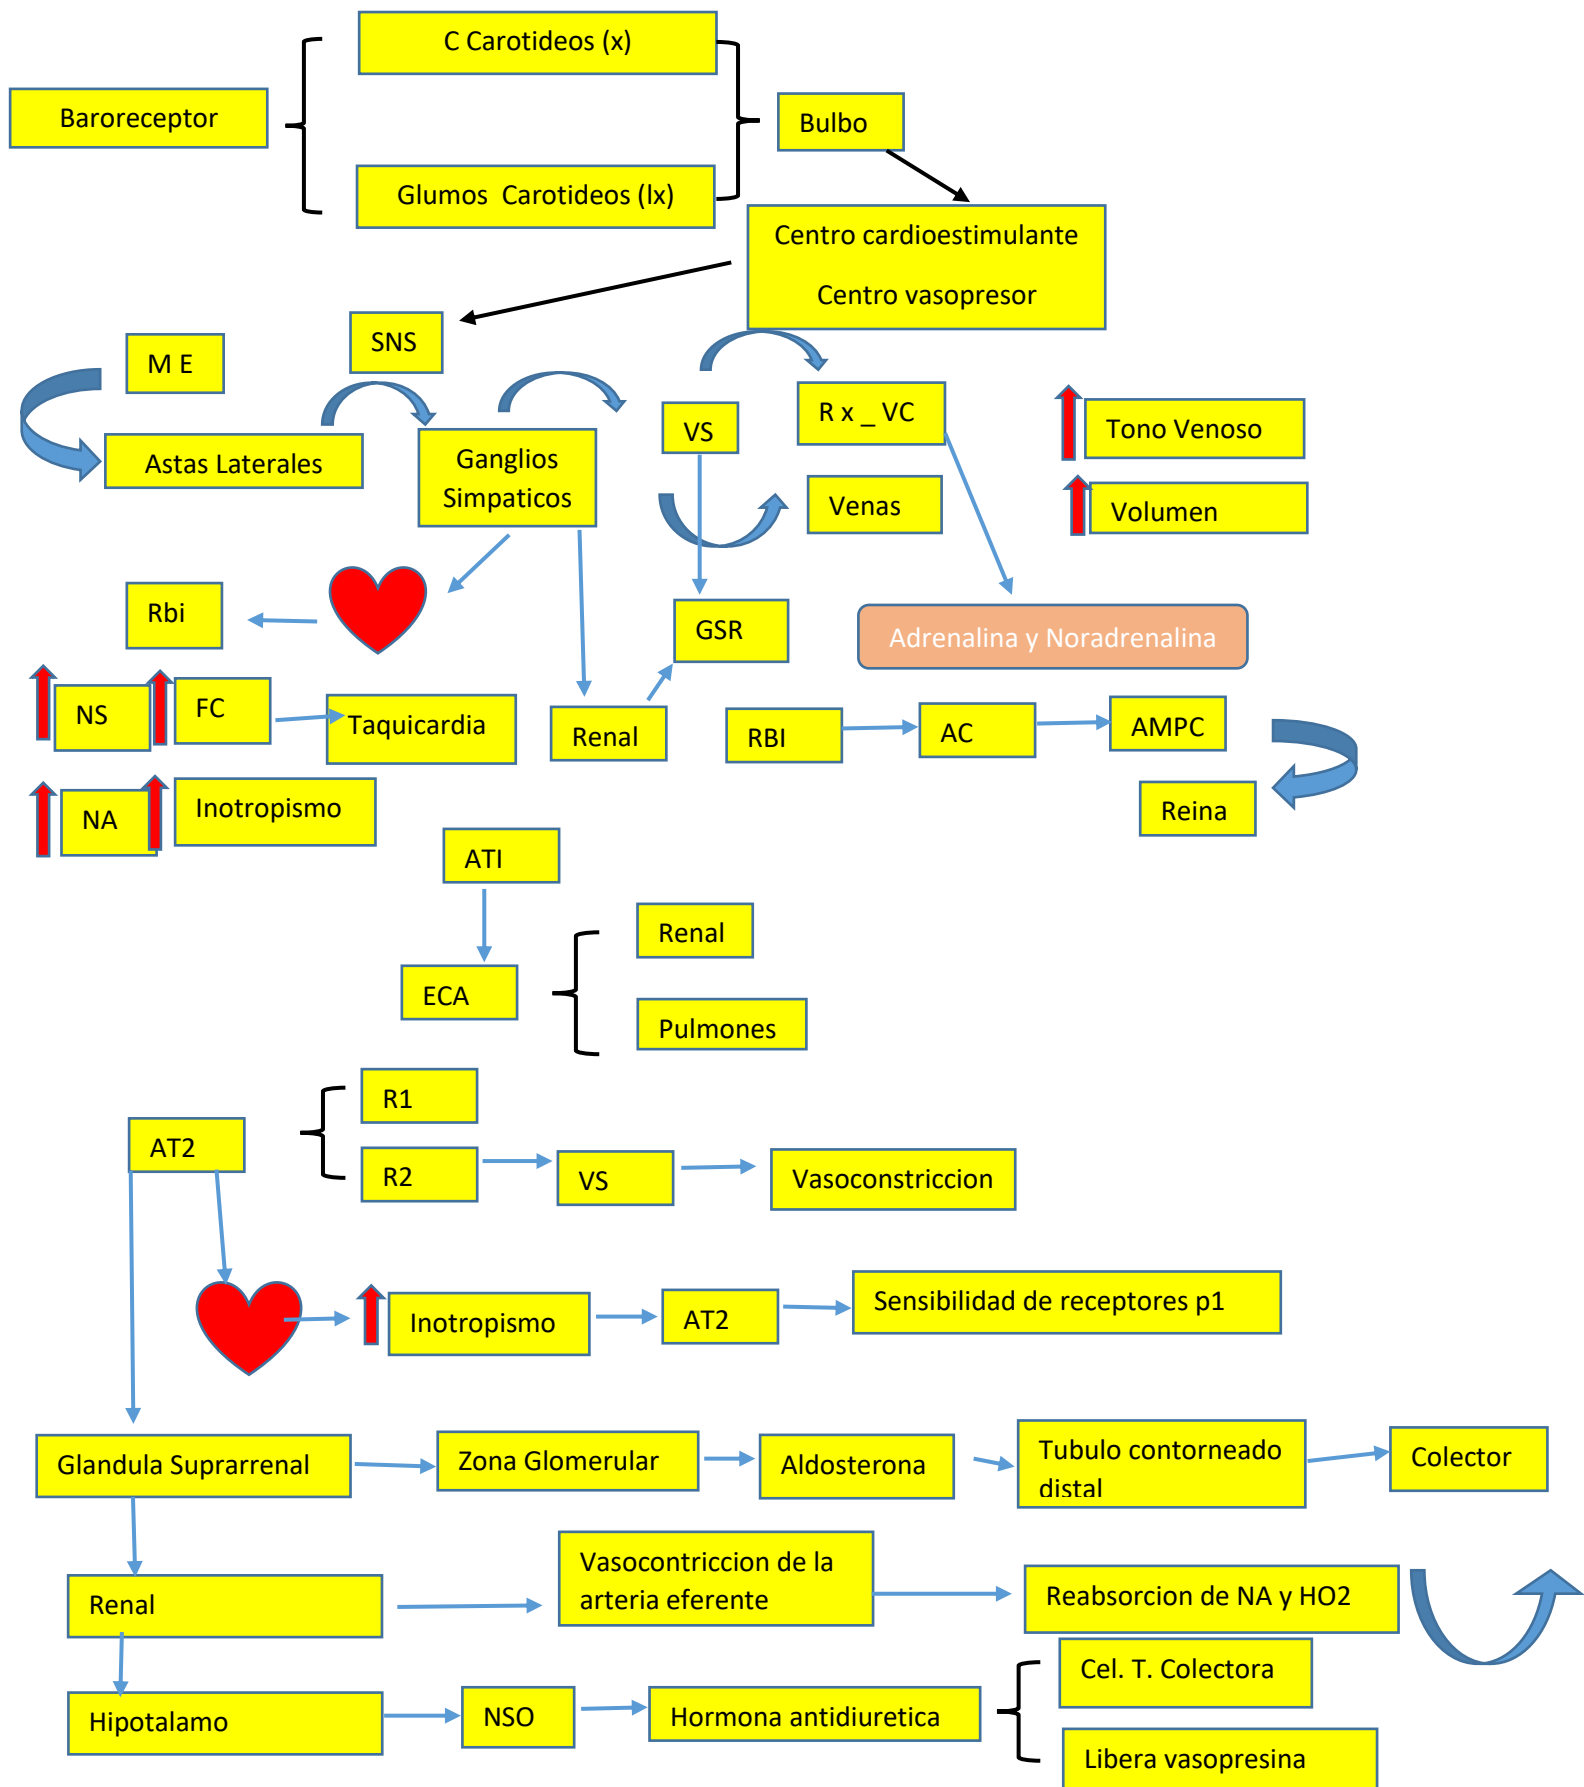 C Carotideos (x)
Baroreceptor
Bulbo
Glumos  Carotideos (Ix)
Centro cardioestimulante
Centro vasopresor
SNS
M E
R x _ VC
Tono Venoso
VS
Astas Laterales
Ganglios
Simpaticos
Venas
Volumen
Rbi
GSR
Adrenalina y Noradrenalina
NS
FC
Taquicardia
Renal
RBI
AC
AMPC
NA
Inotropismo
Reina
ATI
Renal
ECA
Pulmones
R1
AT2
R2
VS
Vasoconstriccion
Inotropismo
AT2
Sensibilidad de receptores p1
Glandula Suprarrenal
Zona Glomerular
Aldosterona
Tubulo contorneado
distal
Colector
Renal
Vasocontriccion de la
arteria eferente
Reabsorcion de NA y HO2
Cel. T. Colectora
Hipotalamo
NSO
Hormona antidiuretica
Libera vasopresina